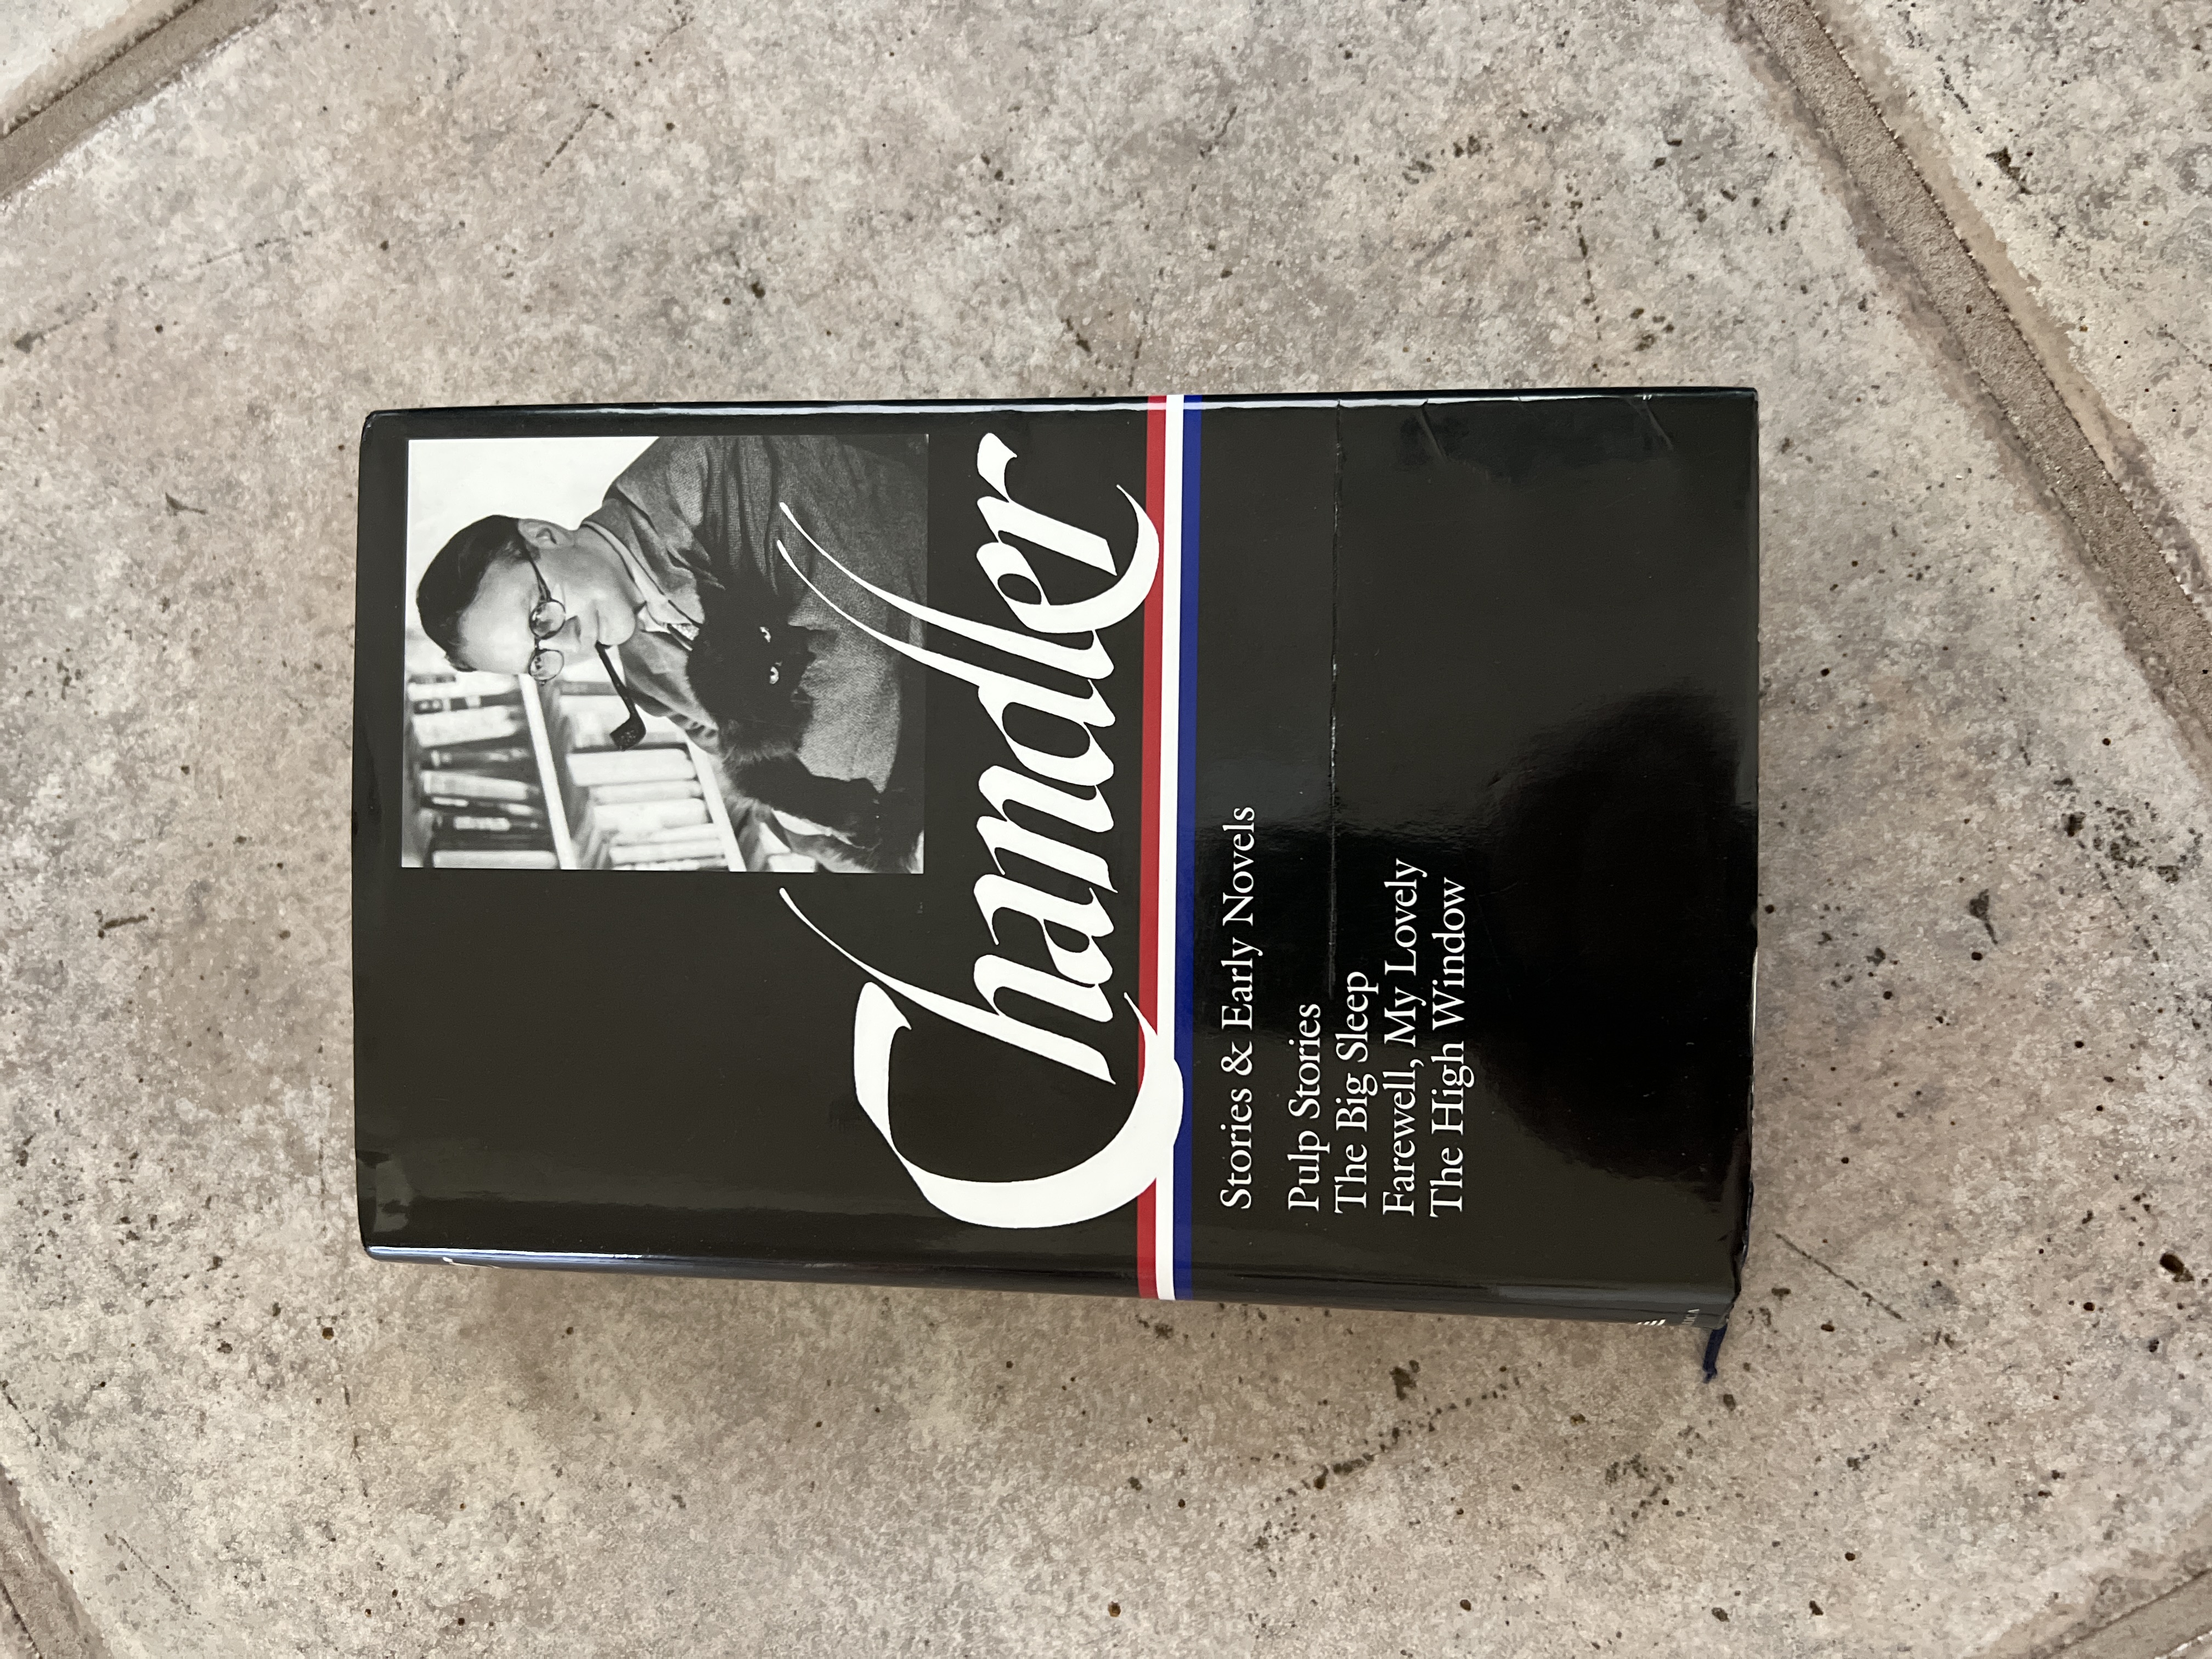 Chandler
Stories & Early Novels
Pulp Stories
The Big Sleep
Farewell, My Lovely
The High Window